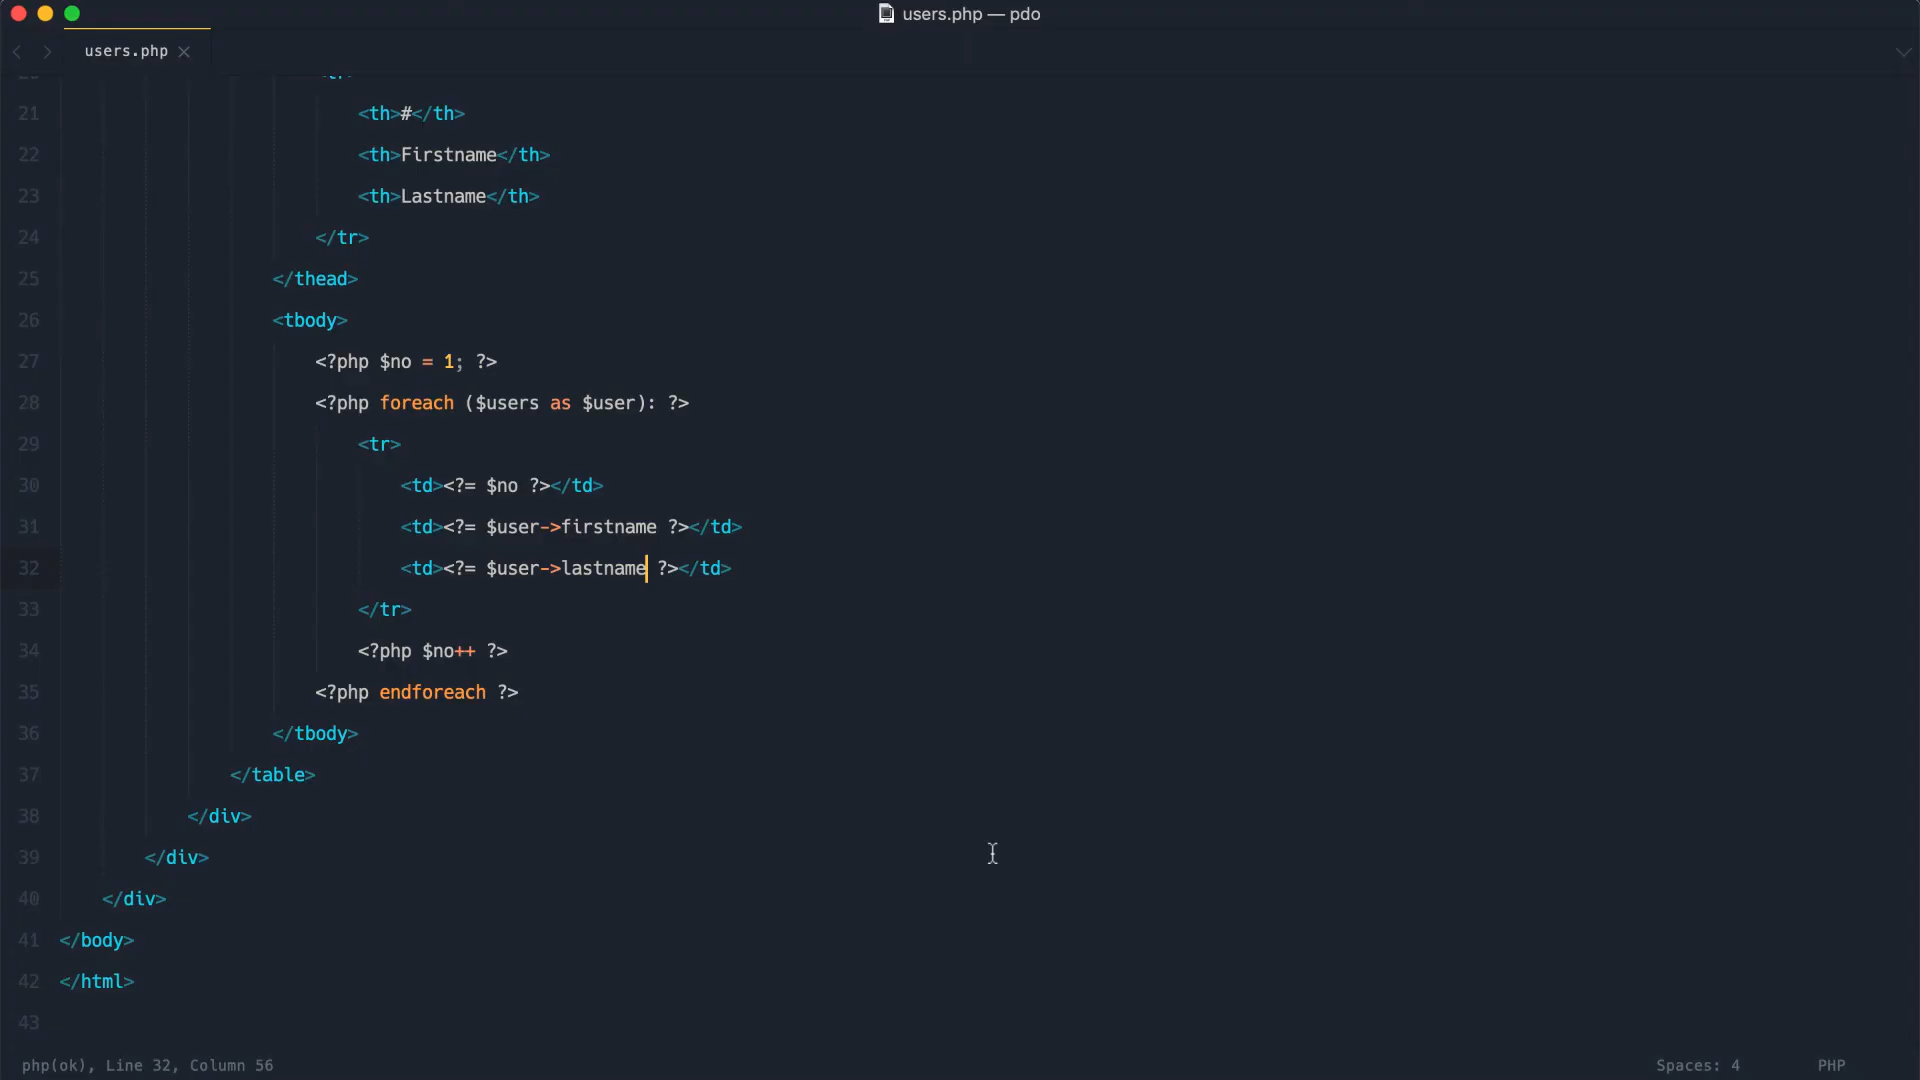 users.php — pdo
users.php
21 <th>#</th>
22 <th>Firstname</th>
23 <th>Lastname</th>
24 </tr>
25 </thead>
26 <tbody>
27 <?php $no = 1; ?>
28 <?php foreach ($users as $user): ?>
29 <tr>
30 <td><?= $no ?></td>
31 <td><?= $user->firstname ?></td>
32 <td><?= $user->lastname ?></td>
33 </tr>
34 <?php $no++ ?>
35 <?php endforeach ?>
36 </tbody>
37 </table>
38 </div>
39 </div>
40 </div>
41 </body>
42 </html>
43
php(ok), Line 32, Column 56
Spaces: 4
PHP